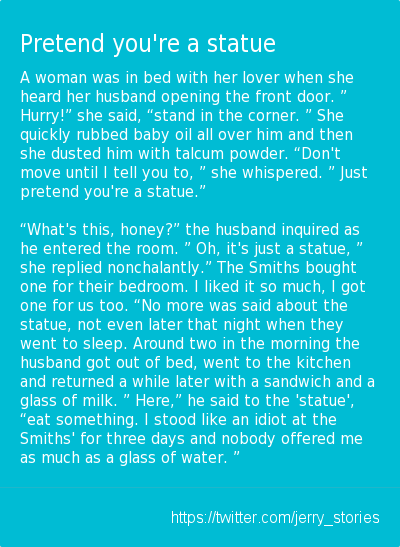 Pretend you're a statue
A woman was in bed with her lover when she
heard her husband opening the front door. ”
Hurry!” she said, “stand in the corner. ” She
quickly rubbed baby oil all over him and then
she dusted him with talcum powder. “Don't
move until I tell you to, ” she whispered. ” Just
pretend you're a statue.”
“What's this, honey?” the husband inquired as
he entered the room. ” Oh, it's just a statue, ”
she replied nonchalantly.” The Smiths bought
one for their bedroom. I liked it so much, I got
one for us too. “No more was said about the
statue, not even later that night when they
went to sleep. Around two in the morning the
husband got out of bed, went to the kitchen
and returned a while later with a sandwich and a
glass of milk. ” Here,” he said to the 'statue',
“eat something. I stood like an idiot at the
Smiths' for three days and nobody offered me
as much as a glass of water. ”
https://twitter.com/jerry_stories